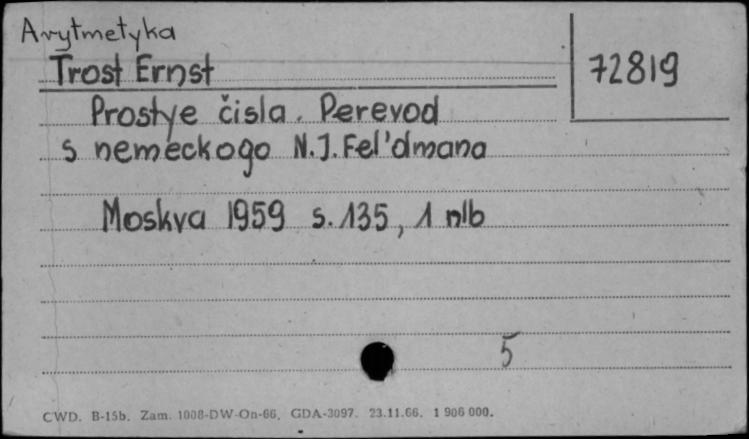 Arytmetyka
Trost Ernst
72819
Prostye čisla. Perevod
s nemeckogo N.J. Fel'dmana
Moskva 1959 s. 135, 1 nlb
5
CWD. B-15b. Zam. 1008-DW-On-66. GDA-3097. 23.11.66. 1 906 000.